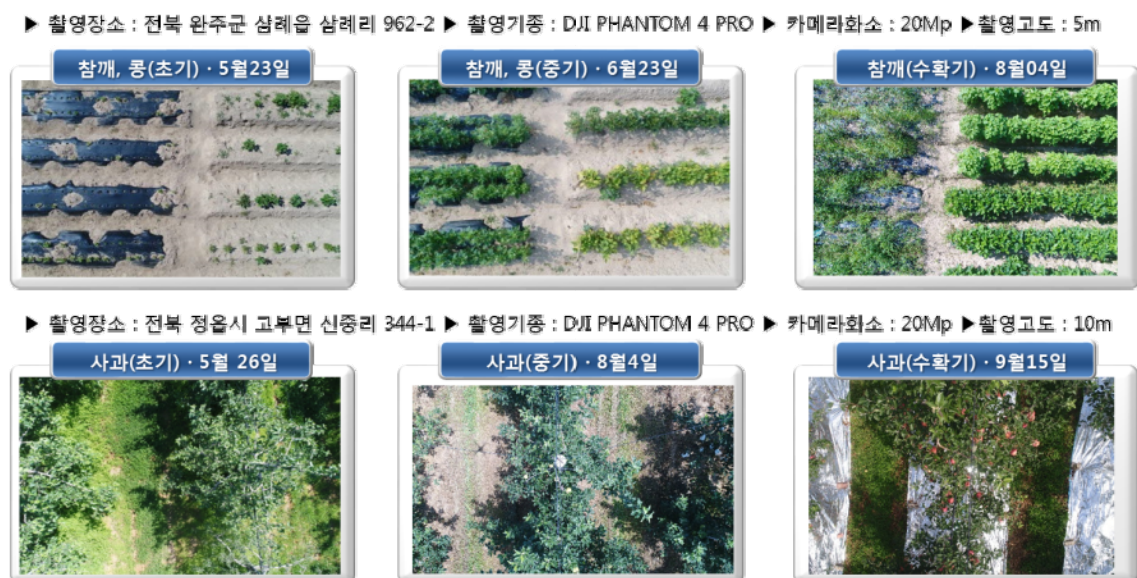 ▶ 촬영장소 : 전북 완주군 삼례읍 삼례리 962-2 ▶ 촬영기종 : DJI PHANTOM 4 PRO ▶ 카메라화소 : 20Mp ▶촬영고도 : 5m
참깨, 콩(초기) · 5월23일
참깨, 콩(중기) · 6월23일
참깨(수확기) · 8월04일
▶ 촬영장소 : 전북 정읍시 고부면 신중리 344-1 ▶ 촬영기종 : DJI PHANTOM 4 PRO ▶ 카메라화소 : 20Mp ▶촬영고도 : 10m
사과(초기) · 5월 26일
사과(중기) · 8월4일
사과(수확기) · 9월15일